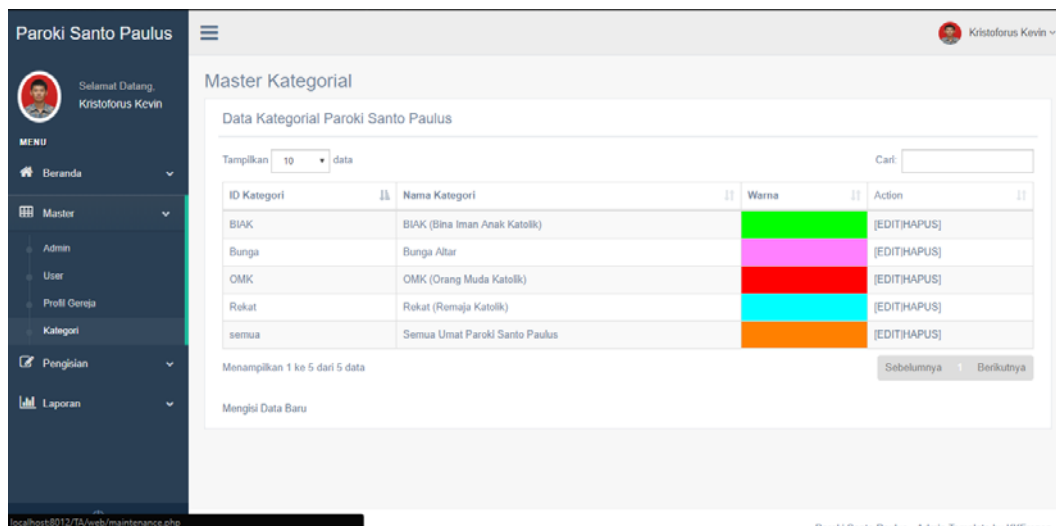 Paroki Santo Paulus
Kristoforus Kevin
Selamat Datang,
Kristoforus Kevin
MENU
Beranda
Master
Admin
User
Profil Gereja
Kategori
Pengisian
Laporan
Master Kategorial
Data Kategorial Paroki Santo Paulus
Tampilkan 10 data
Cari:
ID Kategori Nama Kategori Warna Action
BIAK BIAK (Bina Iman Anak Katolik) [EDIT|HAPUS]
Bunga Bunga Altar [EDIT|HAPUS]
OMK OMK (Orang Muda Katolik) [EDIT|HAPUS]
Rekat Rekat (Remaja Katolik) [EDIT|HAPUS]
semua Semua Umat Paroki Santo Paulus [EDIT|HAPUS]
Menampilkan 1 ke 5 dari 5 data
Sebelumnya 1 Berikutnya
Mengisi Data Baru
localhost:8012/TA/web/maintenance.php